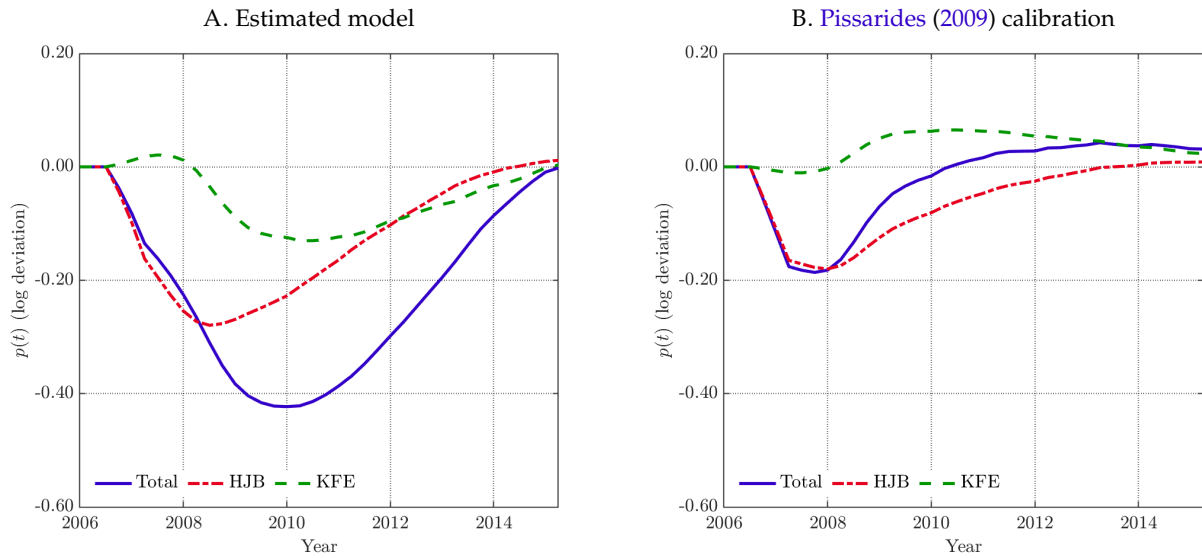 A. Estimated model
0.20
0.00
-0.20
-0.40
-0.60
p(t) (log deviation)
Total
HJB
KFE
2006
2008
2010
2012
2014
Year
B. Pissarides (2009) calibration
0.20
0.00
-0.20
-0.40
-0.60
p(t) (log deviation)
Total
HJB
KFE
2006
2008
2010
2012
2014
Year